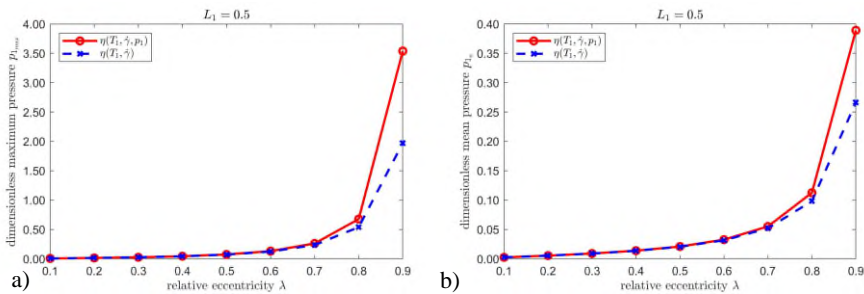 L₁ = 0.5
dimensionless maximum pressure p₁ₘₐₓ
4.00
3.50
3.00
2.50
2.00
1.50
1.00
0.50
0.00
η(T₁, γ̇, p₁)
η(T₁, γ̇)
0.1 0.2 0.3 0.4 0.5 0.6 0.7 0.8 0.9
relative eccentricity λ
a)
L₁ = 0.5
dimensionless mean pressure
0.40
0.35
0.30
0.25
0.20
0.15
0.10
0.05
0.00
η(T₁, γ̇, p₁)
η(T₁, γ̇)
0.1 0.2 0.3 0.4 0.5 0.6 0.7 0.8 0.9
relative eccentricity λ
b)